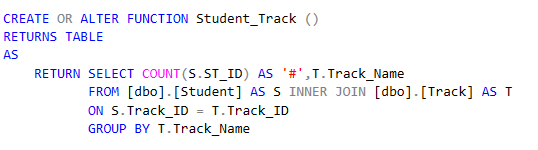 CREATE OR ALTER FUNCTION Student_Track ()
RETURNS TABLE
AS
RETURN SELECT COUNT(S.ST_ID) AS '#',T.Track_Name
FROM [dbo].[Student] AS S INNER JOIN [dbo].[Track] AS T
ON S.Track_ID = T.Track_ID
GROUP BY T.Track_Name